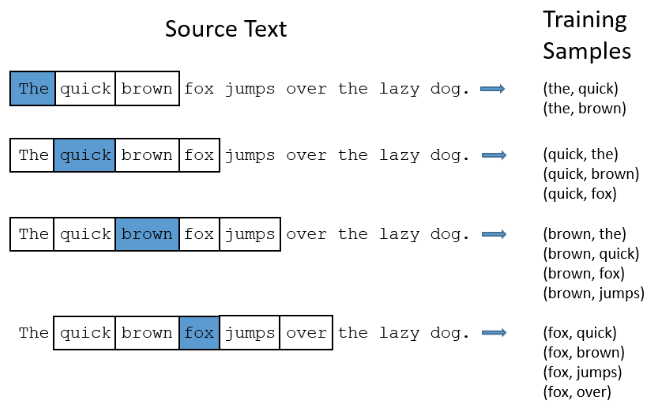 Source Text
Training
Samples
The quick brown fox jumps over the lazy dog.
(the, quick)
(the, brown)
The quick brown fox jumps over the lazy dog.
(quick, the)
(quick, brown)
(quick, fox)
The quick brown fox jumps over the lazy dog.
(brown, the)
(brown, quick)
(brown, fox)
(brown, jumps)
The quick brown fox jumps over the lazy dog.
(fox, quick)
(fox, brown)
(fox, jumps)
(fox, over)